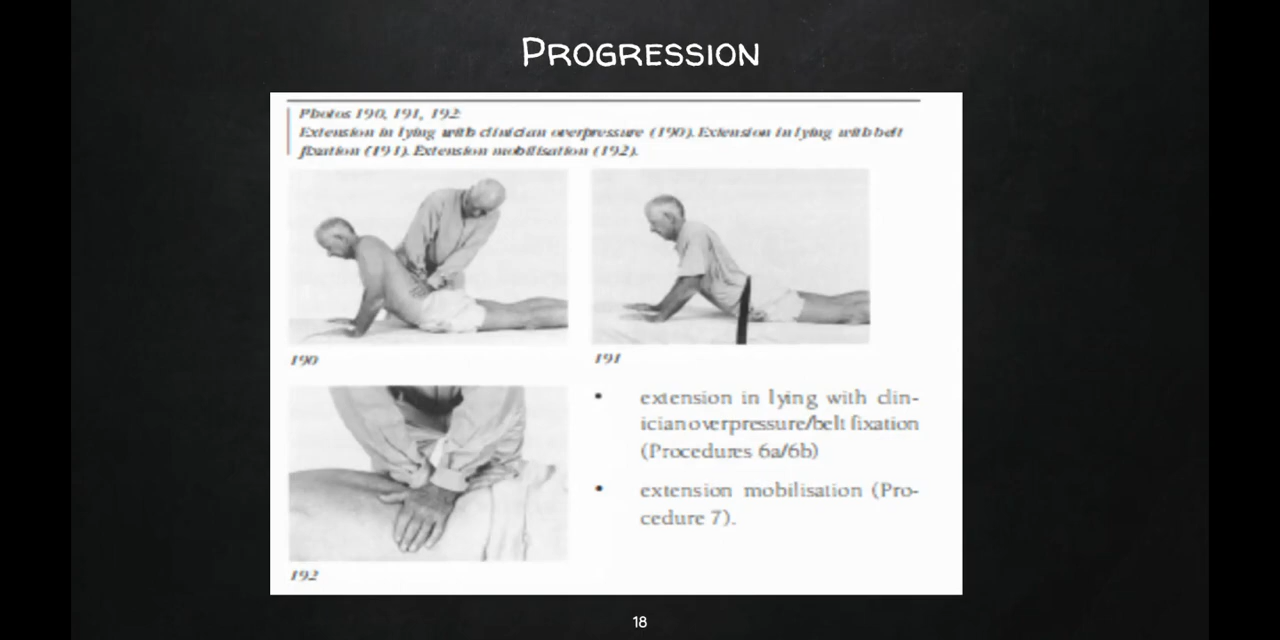 PROGRESSION
Photos 190, 191, 192:
Extension in lying with clinician overpressure (190). Extension in lying with belt
fixation (191). Extension mobilisation (192).
190
191
• extension in lying with clin-
ician overpressure/belt fixation
(Procedures 6a/6b)
• extension mobilisation (Pro-
cedure 7).
192
18